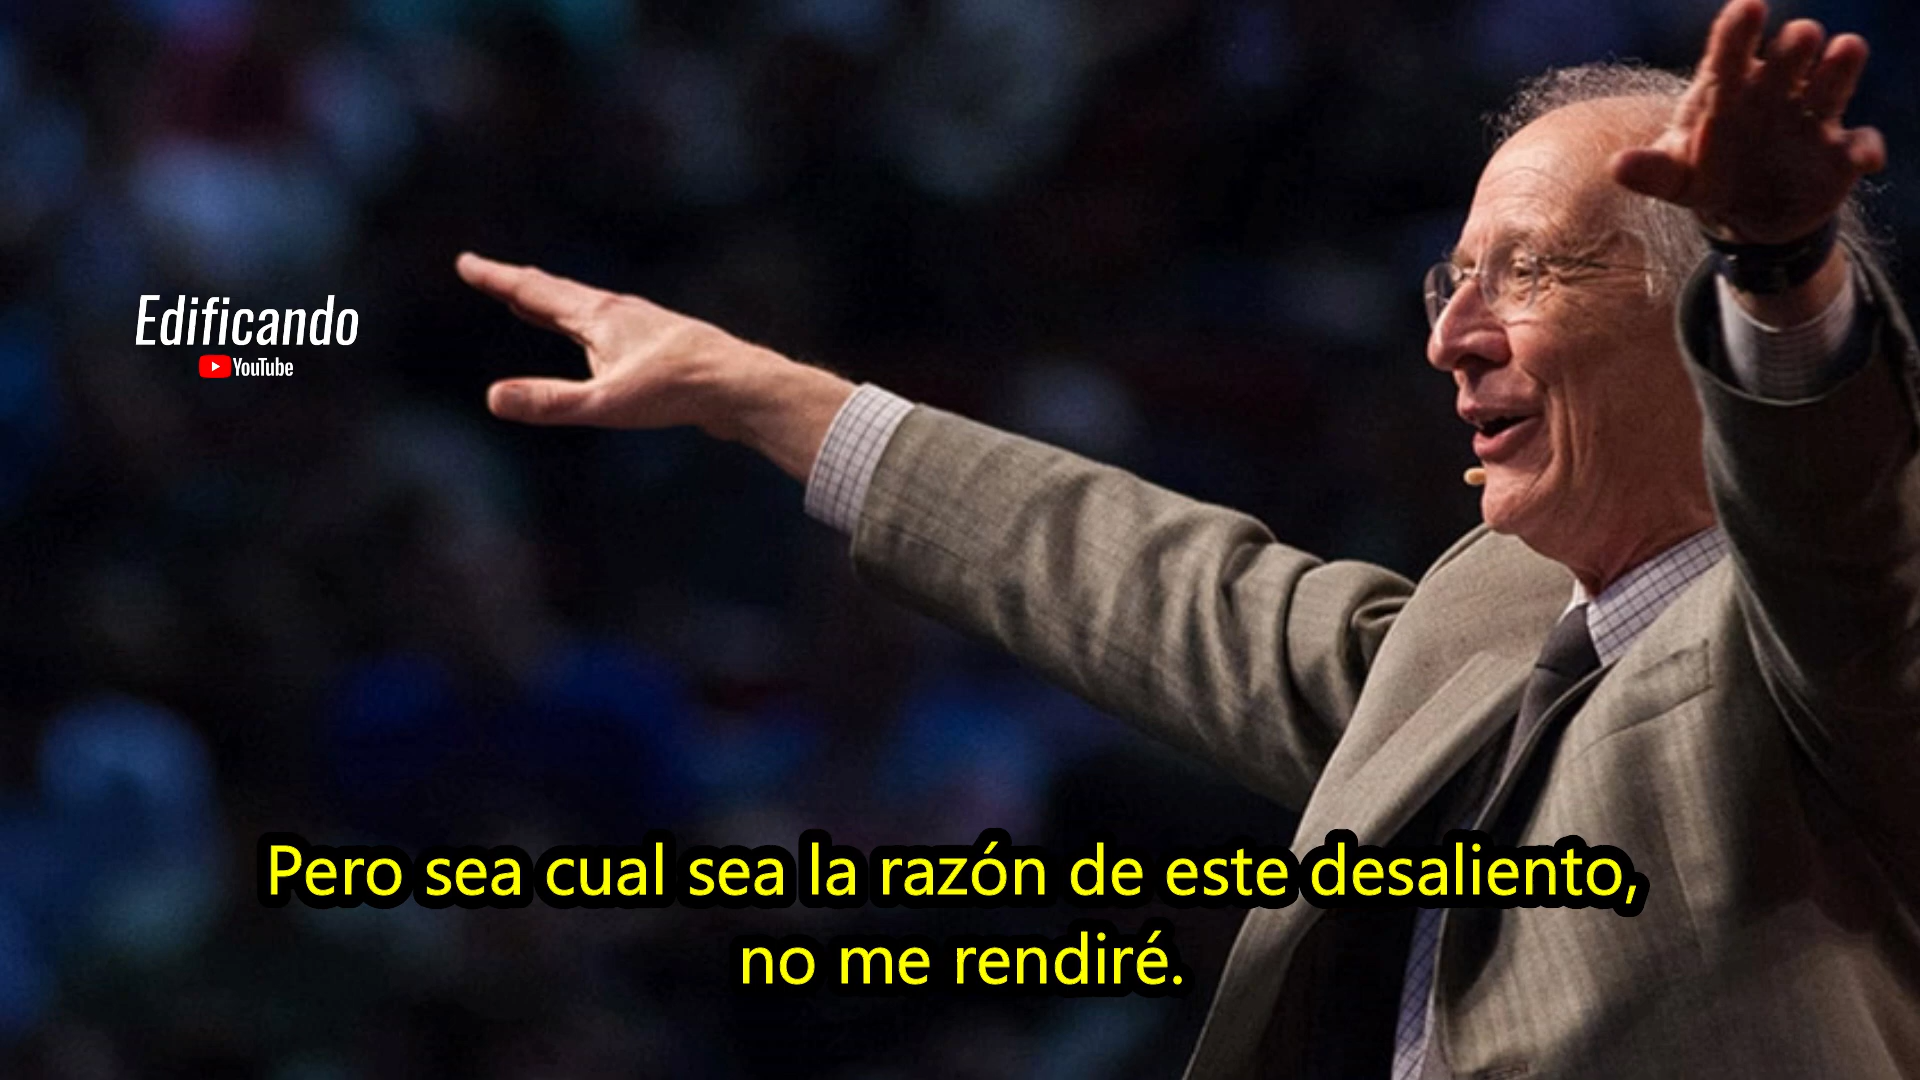 Edificando
YouTube
Pero sea cual sea la razón de este desaliento,
no me rendiré.